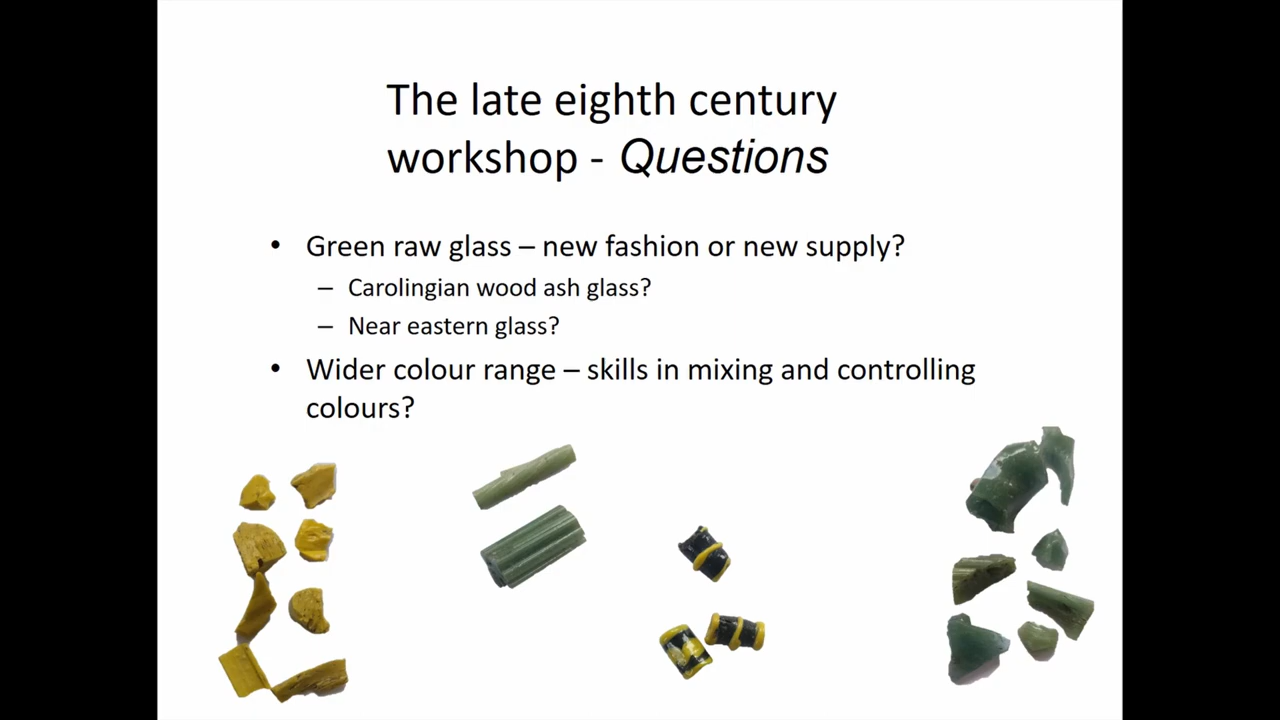 The late eighth century
workshop - Questions
• Green raw glass – new fashion or new supply?
– Carolingian wood ash glass?
– Near eastern glass?
• Wider colour range – skills in mixing and controlling
colours?